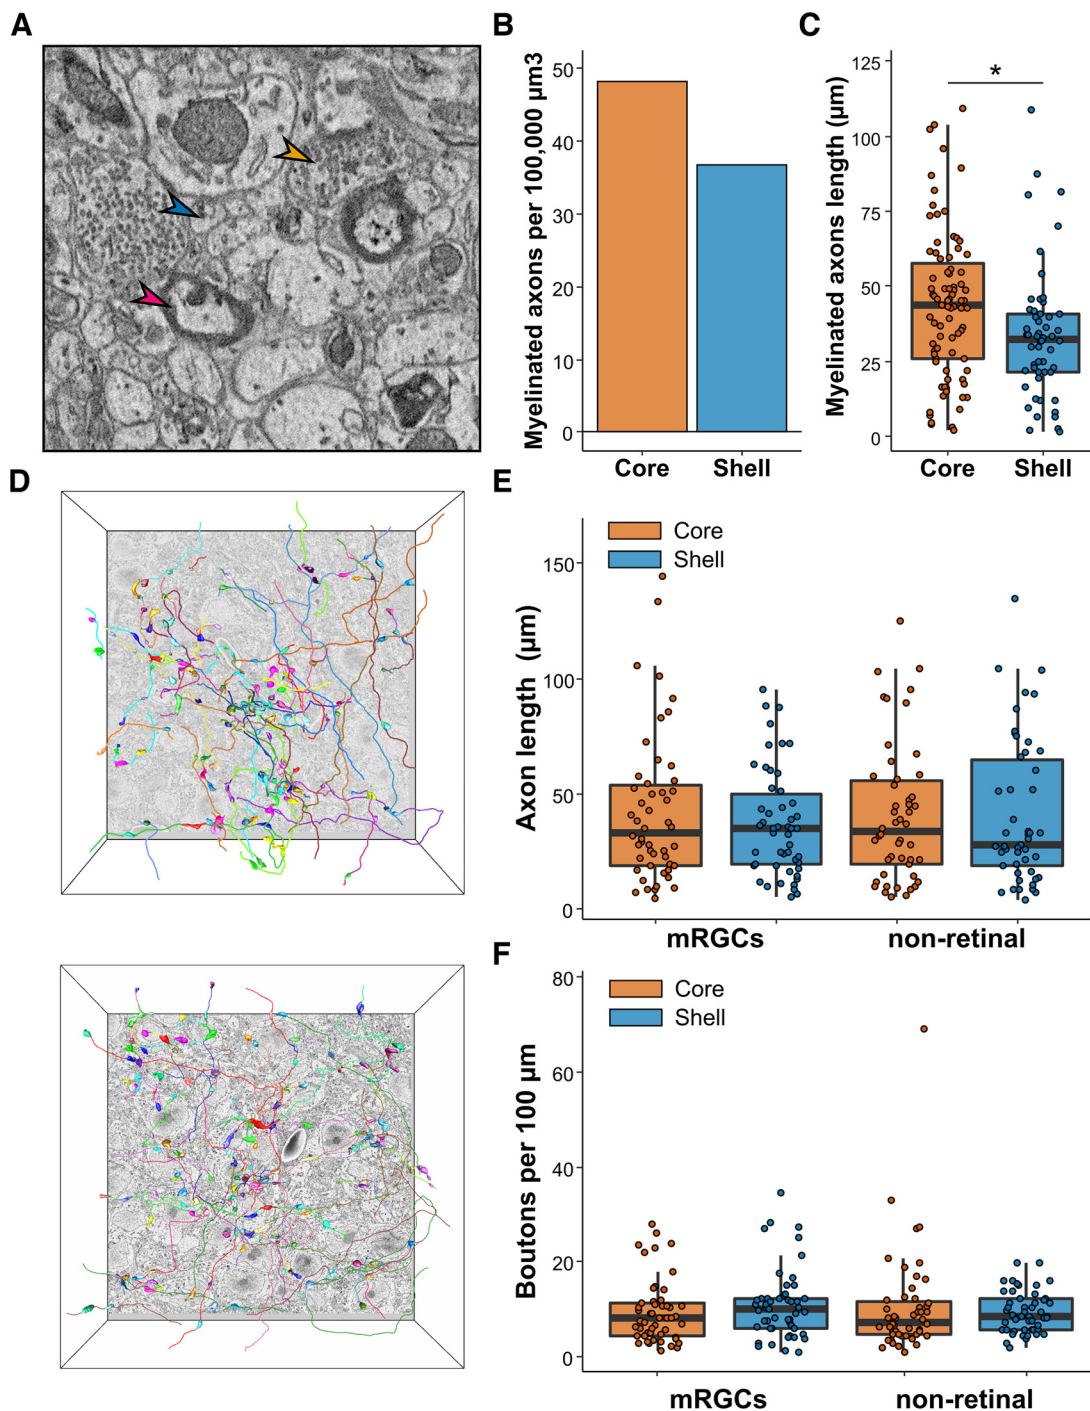 A
B
Myelinated axons per 100,000 µm3
50
40
30
20
10
0
Core Shell
C
Myelinated axons length (µm)
125
100
75
50
25
0
*
Core Shell
D
E
Axon length (µm)
150
100
50
0
Core
Shell
mRGCs non-retinal
F
Boutons per 100 µm
80
60
40
20
0
Core
Shell
mRGCs non-retinal